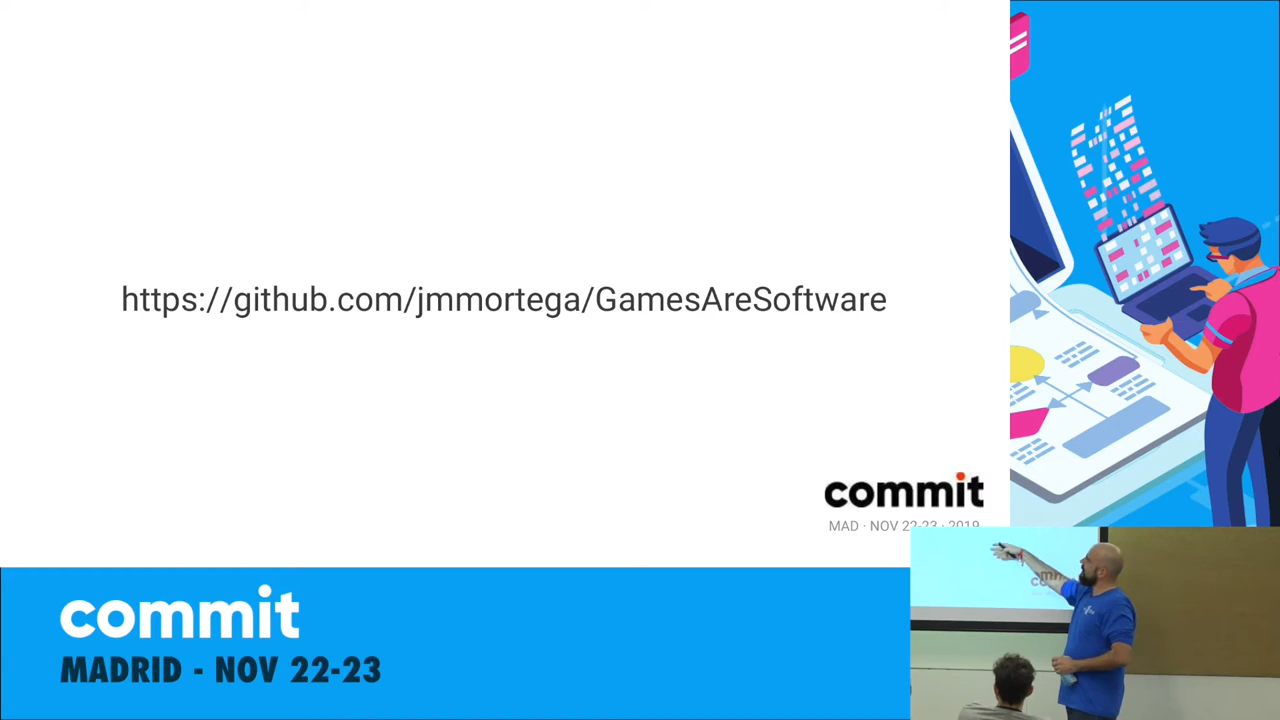 https://github.com/jmmortega/GamesAreSoftware
commit
MAD · NOV 22-23 · 2019
commit
MADRID - NOV 22-23